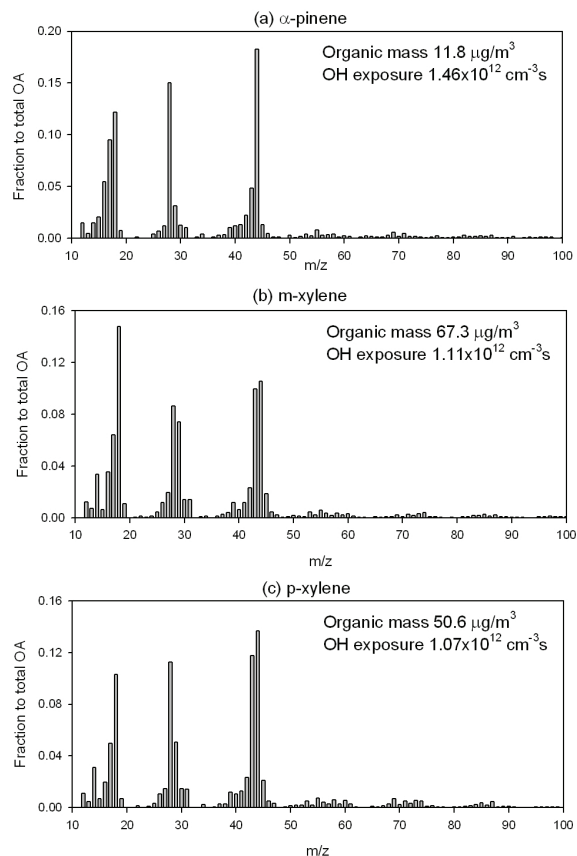 (a) α-pinene
Organic mass 11.8 μg/m³
OH exposure 1.46x10¹² cm⁻³s
Fraction to total OA
0.20
0.15
0.10
0.05
0.00
10 20 30 40 50 60 70 80 90 100
m/z
(b) m-xylene
Organic mass 67.3 μg/m³
OH exposure 1.11x10¹² cm⁻³s
Fraction to total OA
0.16
0.12
0.08
0.04
0.00
10 20 30 40 50 60 70 80 90 100
m/z
(c) p-xylene
Organic mass 50.6 μg/m³
OH exposure 1.07x10¹² cm⁻³s
Fraction to total OA
0.16
0.12
0.08
0.04
0.00
10 20 30 40 50 60 70 80 90 100
m/z